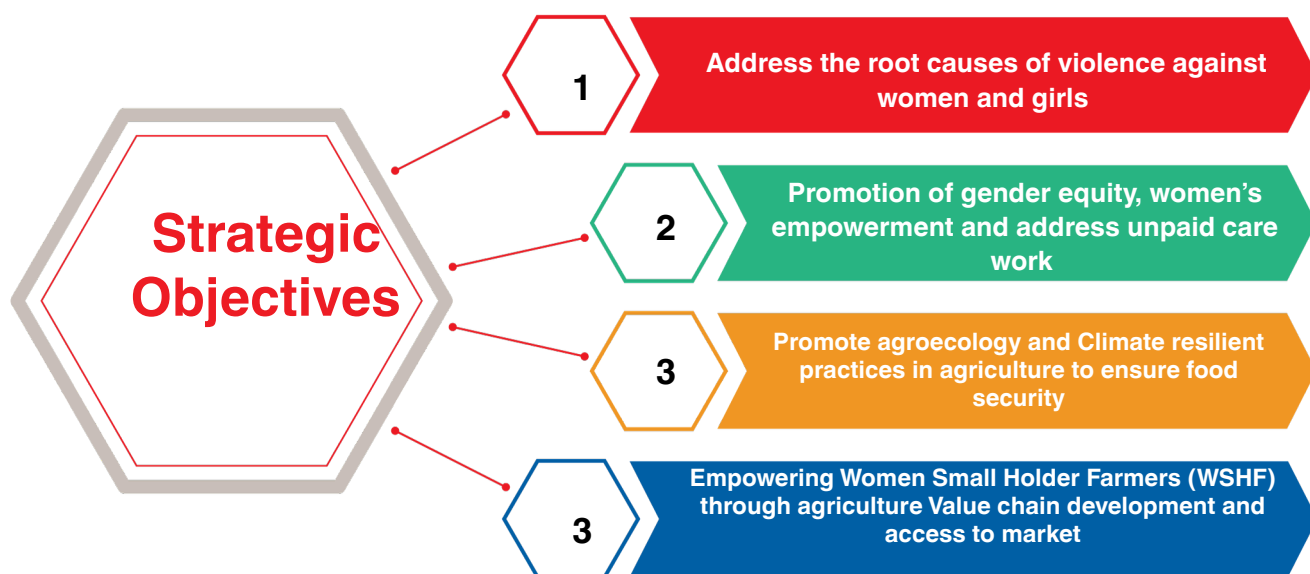 Strategic
Objectives
1
Address the root causes of violence against
women and girls
2
Promotion of gender equity, women’s
empowerment and address unpaid care
work
3
Promote agroecology and Climate resilient
practices in agriculture to ensure food
security
3
Empowering Women Small Holder Farmers (WSHF)
through agriculture Value chain development and
access to market